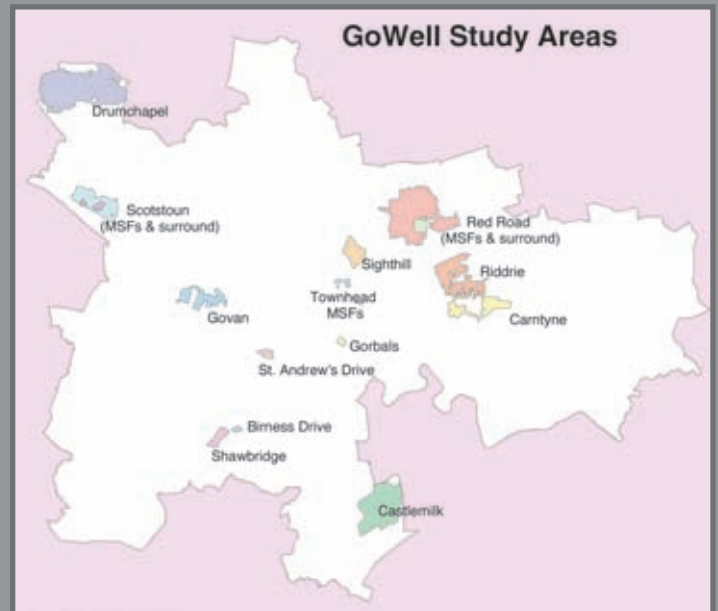 GoWell Study Areas
Drumchapel
Scotstoun
(MSFs & surround)
Red Road
(MSFs & surround)
Sighthill
Riddrie
Townhead
MSFs
Govan
Carntyne
Gorbals
St. Andrew's Drive
Birness Drive
Shawbridge
Castlemilk